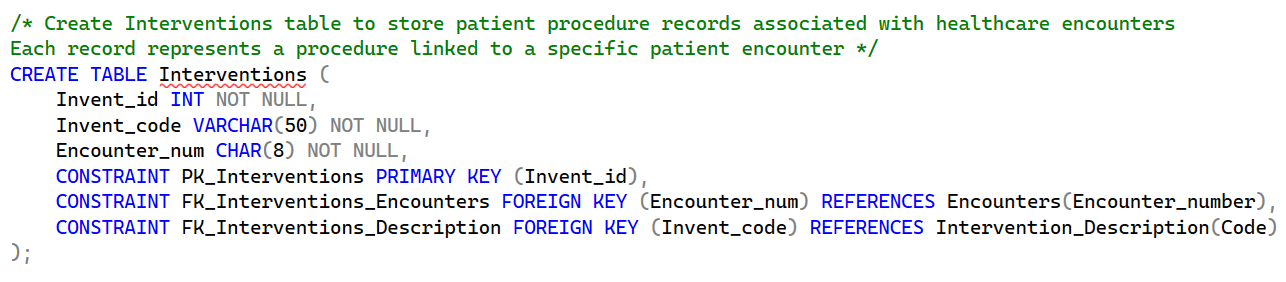 /* Create Interventions table to store patient procedure records associated with healthcare encounters
Each record represents a procedure linked to a specific patient encounter */
CREATE TABLE Interventions (
    Invent_id INT NOT NULL,
    Invent_code VARCHAR(50) NOT NULL,
    Encounter_num CHAR(8) NOT NULL,
    CONSTRAINT PK_Interventions PRIMARY KEY (Invent_id),
    CONSTRAINT FK_Interventions_Encounters FOREIGN KEY (Encounter_num) REFERENCES Encounters(Encounter_number),
    CONSTRAINT FK_Interventions_Description FOREIGN KEY (Invent_code) REFERENCES Intervention_Description(Code)
);